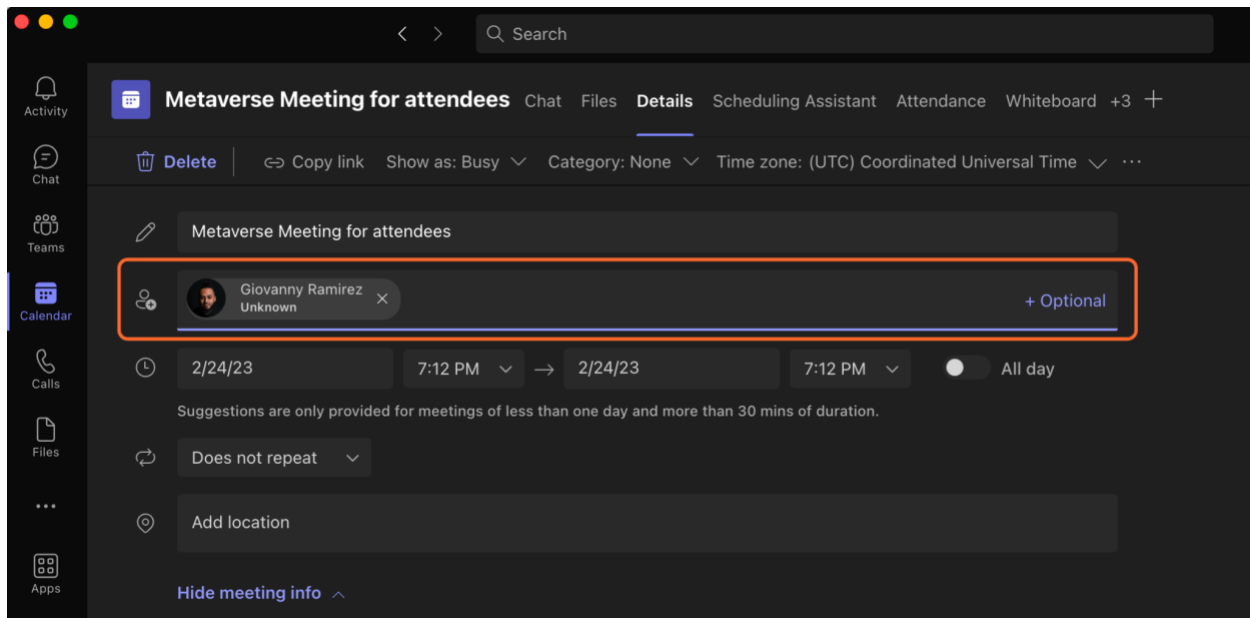 Search
Activity
Chat
Teams
Calendar
Calls
Files
Apps
Metaverse Meeting for attendees Chat Files Details Scheduling Assistant Attendance Whiteboard +3
Delete Copy link Show as: Busy Category: None Time zone: (UTC) Coordinated Universal Time
Metaverse Meeting for attendees
Giovanny Ramirez
Unknown
+ Optional
2/24/23 7:12 PM → 2/24/23 7:12 PM All day
Suggestions are only provided for meetings of less than one day and more than 30 mins of duration.
Does not repeat
Add location
Hide meeting info